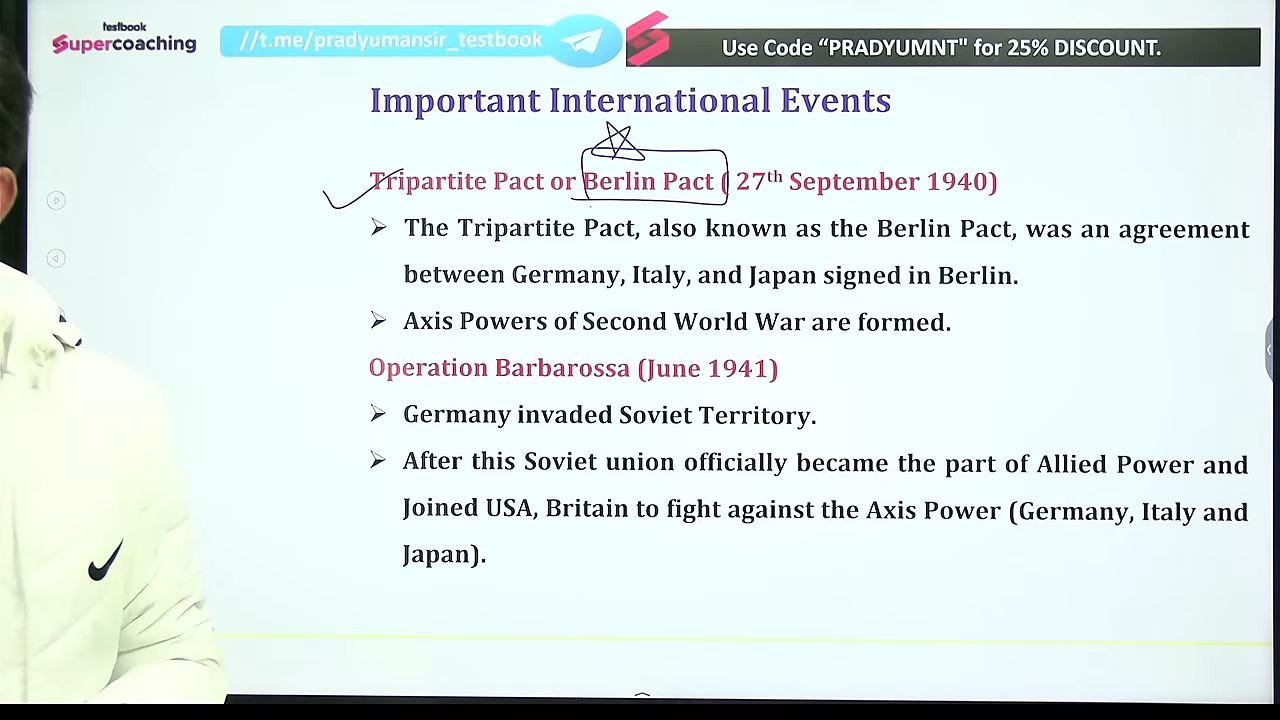 testbook
Supercoaching
//t.me/pradyumansir_testbook
Use Code “PRADYUMNT" for 25% DISCOUNT.
Important International Events
Tripartite Pact or Berlin Pact ( 27th September 1940)
➢ The Tripartite Pact, also known as the Berlin Pact, was an agreement
between Germany, Italy, and Japan signed in Berlin.
➢ Axis Powers of Second World War are formed.
Operation Barbarossa (June 1941)
➢ Germany invaded Soviet Territory.
➢ After this Soviet union officially became the part of Allied Power and
Joined USA, Britain to fight against the Axis Power (Germany, Italy and
Japan).